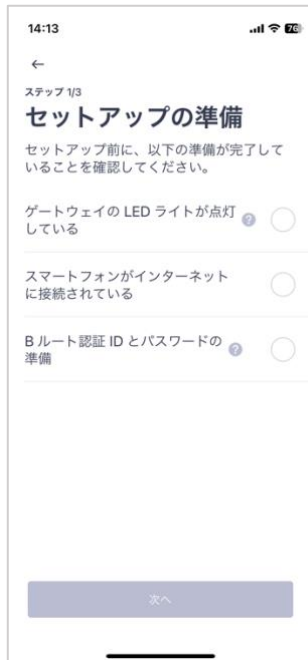 14:13
76
ステップ 1/3
セットアップの準備
セットアップ前に、以下の準備が完了して
いることを確認してください。
ゲートウェイの LED ライトが点灯
している
?
スマートフォンがインターネット
に接続されている
B ルート認証 ID とパスワードの
準備
?
次へ